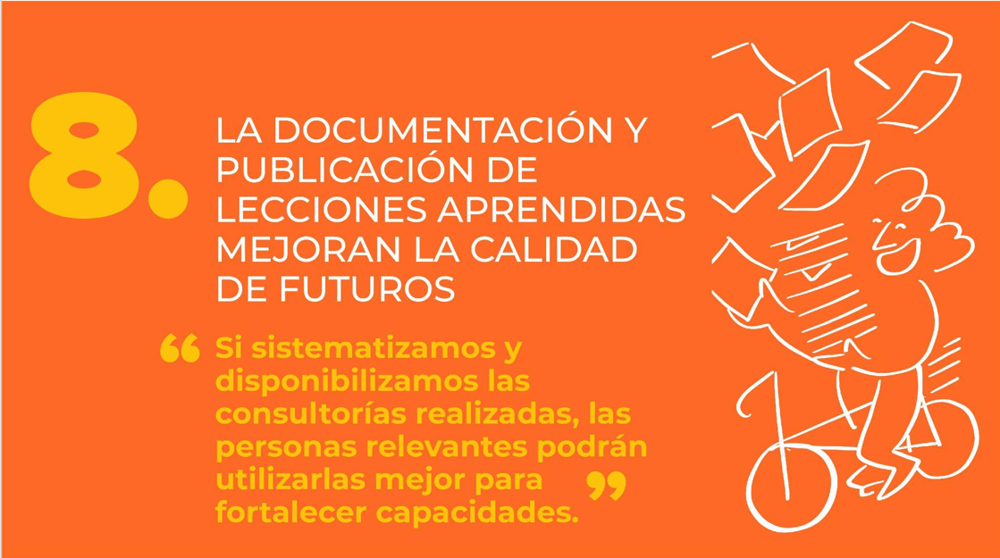 8.
LA DOCUMENTACIÓN Y
PUBLICACIÓN DE
LECCIONES APRENDIDAS
MEJORAN LA CALIDAD
DE FUTUROS
“Si sistematizamos y
disponibilizamos las
consultorías realizadas, las
personas relevantes podrán
utilizarlas mejor para
fortalecer capacidades.”